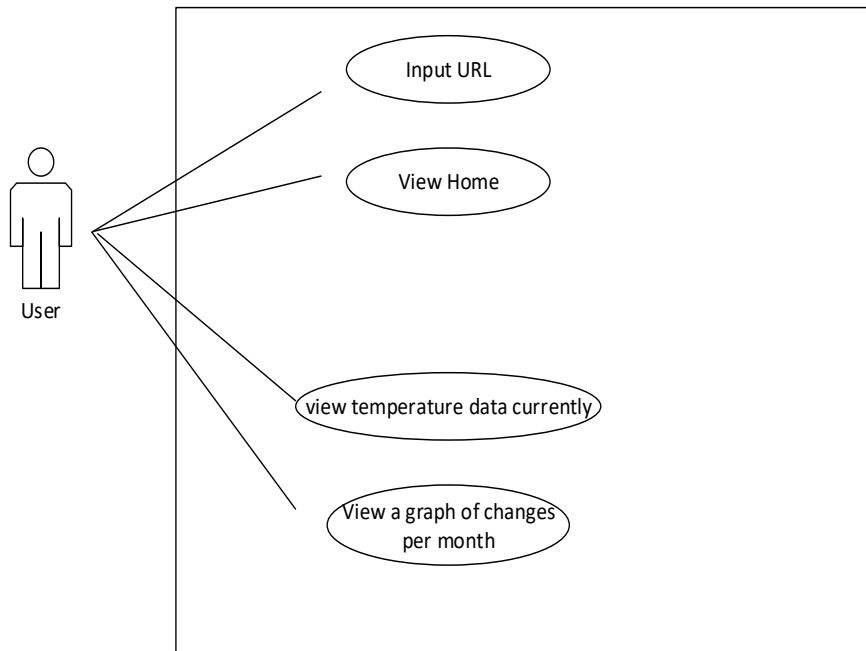 Input URL
View Home
User
view temperature data currently
View a graph of changes
per month